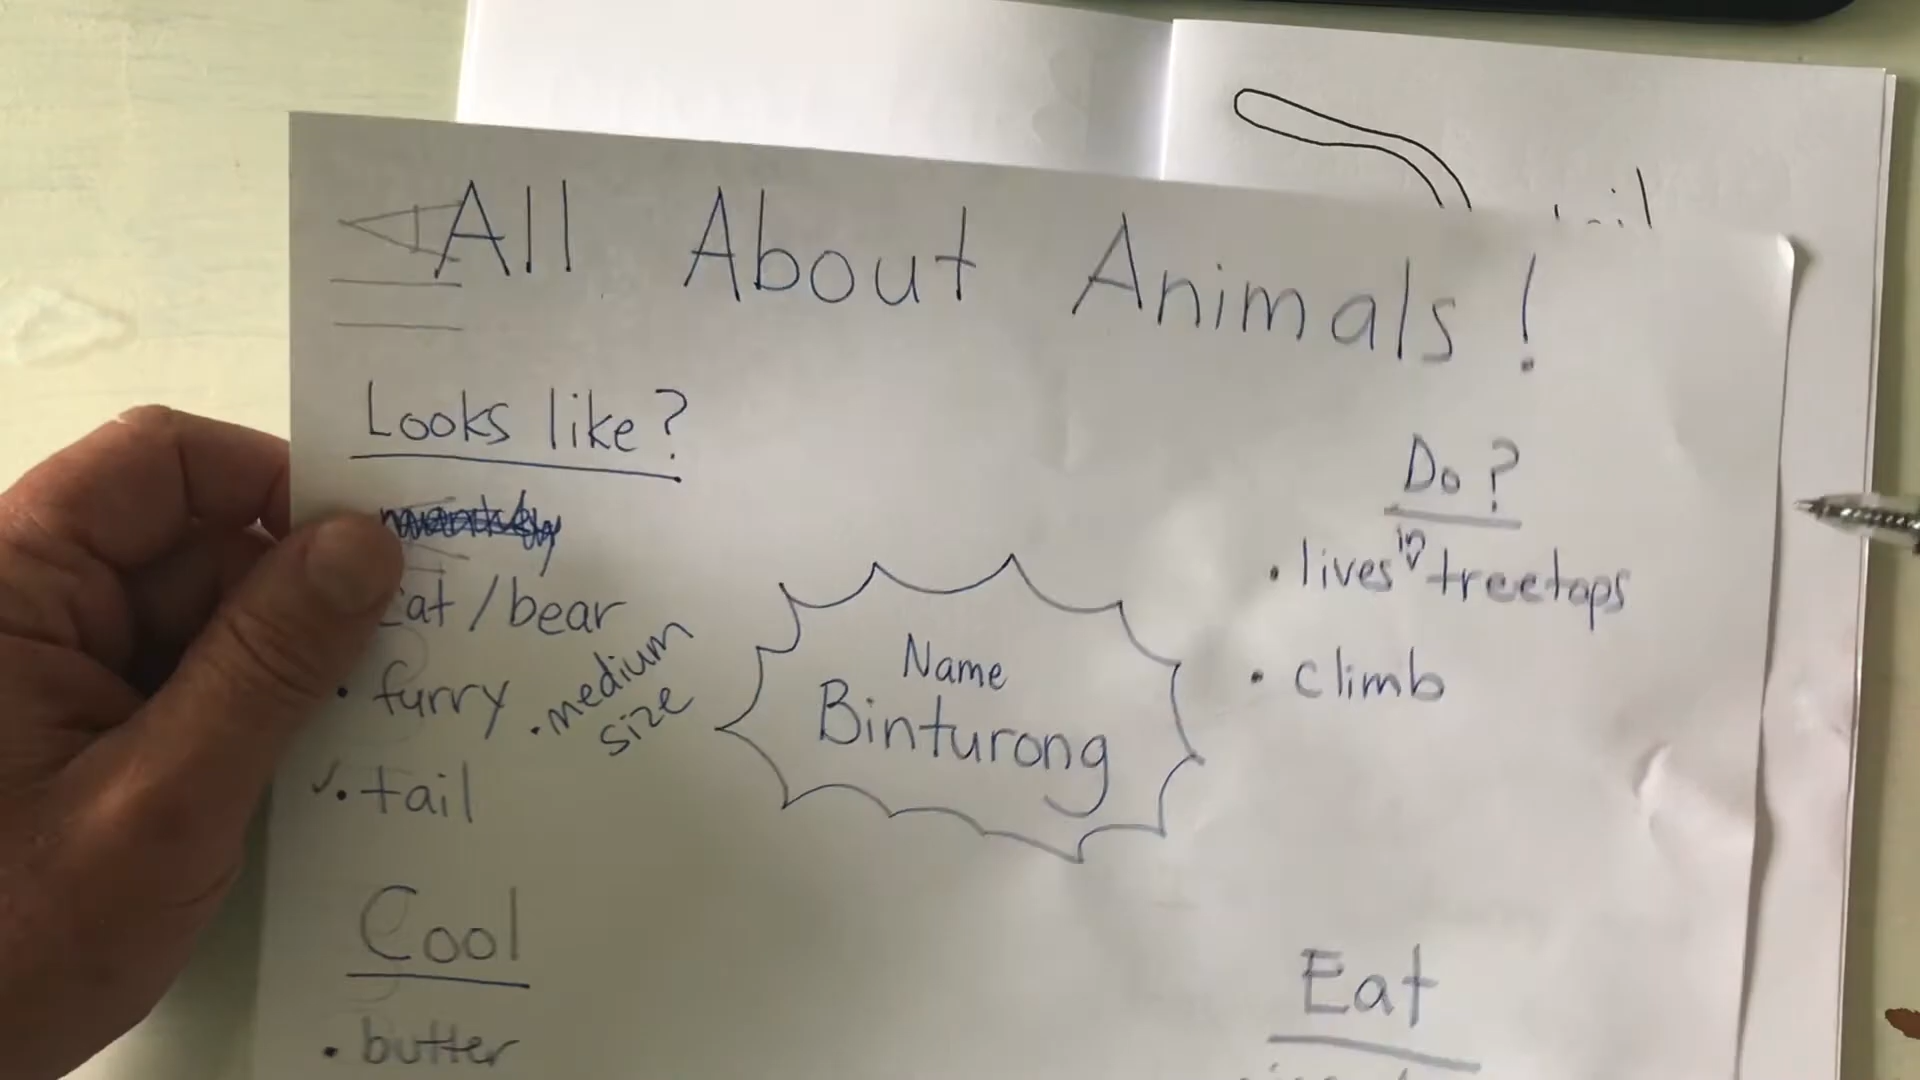 All About Animals!
Looks like?
cat/bear
• furry
• medium
size
• tail
Cool
• butter
Name
Binturong
Do?
• lives in treetops
• climb
Eat